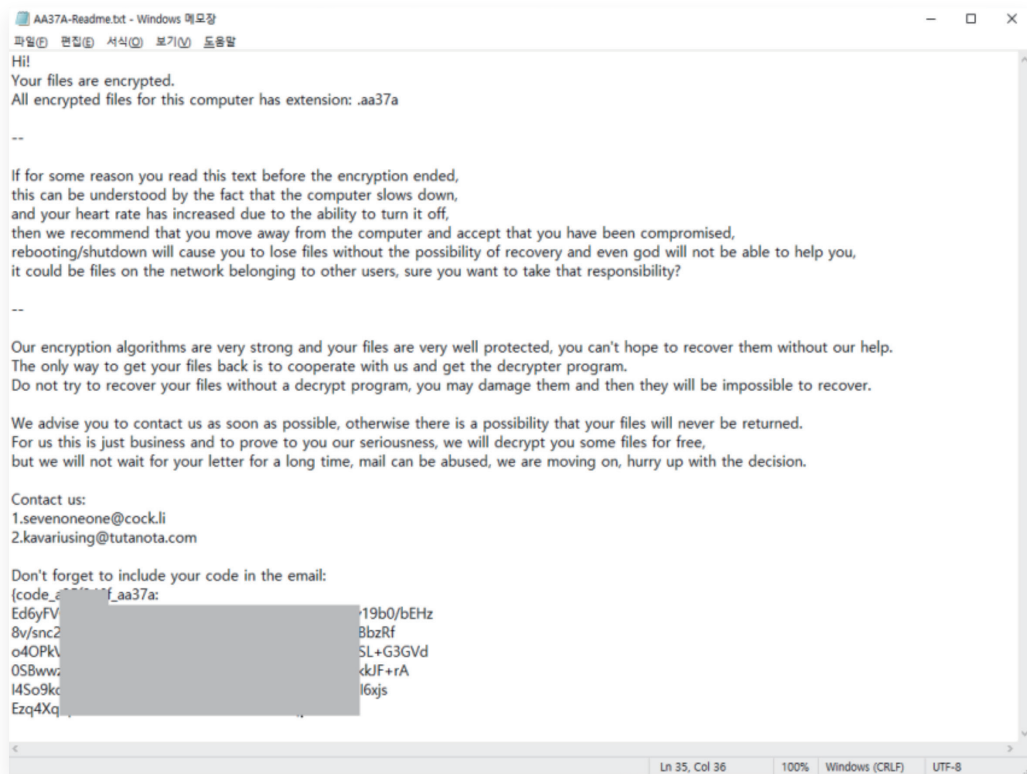 AA37A-Readme.txt - Windows 메모장
파일(F) 편집(E) 서식(O) 보기(V) 도움말
Hi!
Your files are encrypted.
All encrypted files for this computer has extension: .aa37a
--
If for some reason you read this text before the encryption ended,
this can be understood by the fact that the computer slows down,
and your heart rate has increased due to the ability to turn it off,
then we recommend that you move away from the computer and accept that you have been compromised,
rebooting/shutdown will cause you to lose files without the possibility of recovery and even god will not be able to help you,
it could be files on the network belonging to other users, sure you want to take that responsibility?
--
Our encryption algorithms are very strong and your files are very well protected, you can't hope to recover them without our help.
The only way to get your files back is to cooperate with us and get the decrypter program.
Do not try to recover your files without a decrypt program, you may damage them and then they will be impossible to recover.
We advise you to contact us as soon as possible, otherwise there is a possibility that your files will never be returned.
For us this is just business and to prove to you our seriousness, we will decrypt you some files for free,
but we will not wait for your letter for a long time, mail can be abused, we are moving on, hurry up with the decision.
Contact us:
1.sevenoneone@cock.li
2.kavariusing@tutanota.com
Don't forget to include your code in the email:
{code_a f_aa37a:
Ed6yFV 19b0/bEHz
8v/snc2 BbzRf
o4OPkV SL+G3GVd
0SBwwz kJF+rA
I4So9k I6xjs
Ezq4Xq
Ln 35, Col 36 100% Windows (CRLF) UTF-8